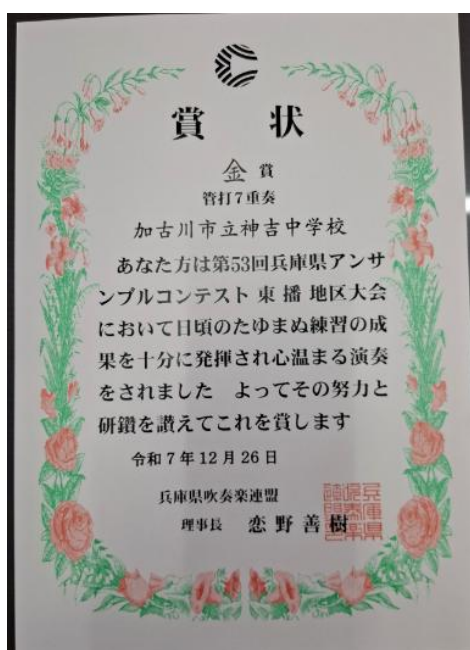 賞 状
金 賞
管打7重奏
加古川市立神吉中学校
あなた方は第53回兵庫県アンサ
ンブルコンテスト 東 播 地区大会
において日頃のたゆまぬ練習の成
果を十分に発揮され心温まる演奏
をされました よってその努力と
研鑽を讃えてこれを賞します
令和7年12月26日
兵庫県吹奏楽連盟
理事長 恋 野 善 樹